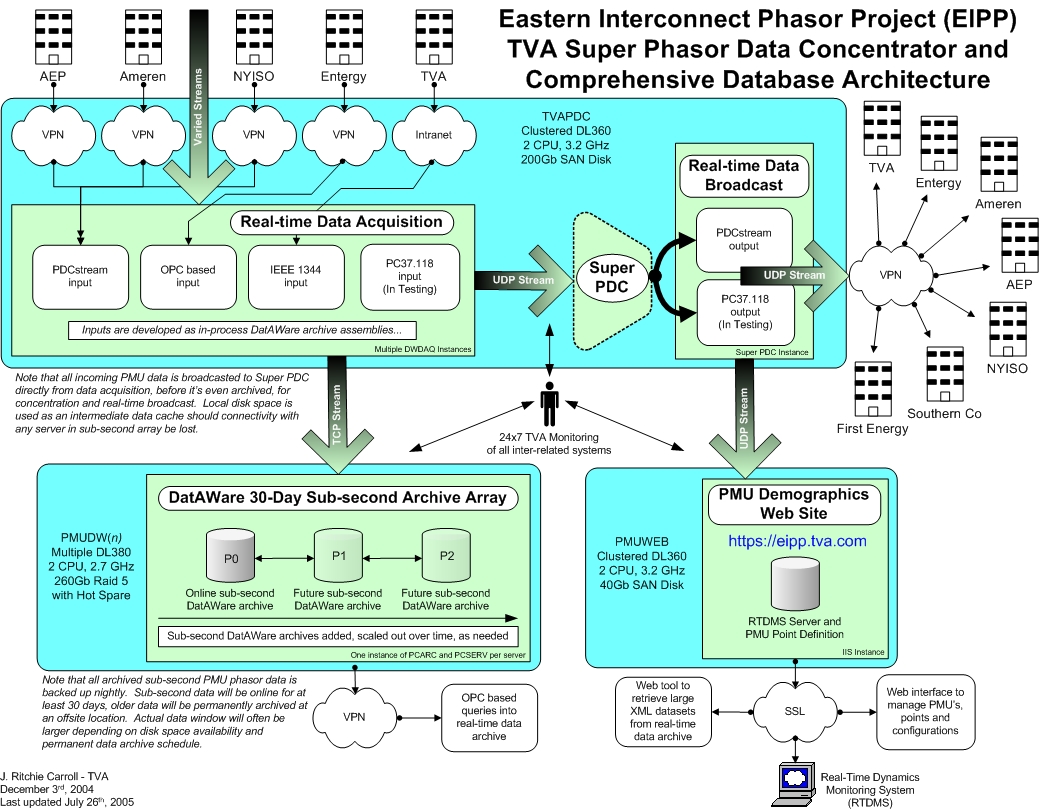 Eastern Interconnect Phasor Project (EIPP)
TVA Super Phasor Data Concentrator and
Comprehensive Database Architecture
AEP
Ameren
NYISO
Entergy
TVA
Varied Streams
VPN
VPN
VPN
VPN
Intranet
TVAPDC
Clustered DL360
2 CPU, 3.2 GHz
200Gb SAN Disk
Real-time Data Acquisition
PDCstream
input
OPC based
input
IEEE 1344
input
PC37.118
input
(In Testing)
Inputs are developed as in-process DatAWare archive assemblies...
Multiple DWDAQ Instances
UDP Stream
Super
PDC
Real-time Data
Broadcast
PDCstream
output
UDP Stream
PC37.118
output
(In Testing)
Super PDC Instance
VPN
TVA
Entergy
Ameren
AEP
NYISO
Southern Co
First Energy
Note that all incoming PMU data is broadcasted to Super PDC
directly from data acquisition, before it's even archived, for
concentration and real-time broadcast.  Local disk space is
used as an intermediate data cache should connectivity with
any server in sub-second array be lost.
TCP Stream
24x7 TVA Monitoring
of all inter-related systems
UDP Stream
PMUDW(n)
Multiple DL380
2 CPU, 2.7 GHz
260Gb Raid 5
with Hot Spare
DatAWare 30-Day Sub-second Archive Array
P0
P1
P2
Online sub-second
DatAWare archive
Future sub-second
DatAWare archive
Future sub-second
DatAWare archive
Sub-second DatAWare archives added, scaled out over time, as needed
One instance of PCARC and PCSERV per server
PMUWEB
Clustered DL360
2 CPU, 3.2 GHz
40Gb SAN Disk
PMU Demographics
Web Site
https://eipp.tva.com
RTDMS Server and
PMU Point Definition
IIS Instance
Note that all archived sub-second PMU phasor data is
backed up nightly.  Sub-second data will be online for at
least 30 days, older data will be permanently archived at
an offsite location.  Actual data window will often be
larger depending on disk space availability and
permanent data archive schedule.
VPN
OPC based
queries into
real-time data
archive
Web tool to
retrieve large
XML datasets
from real-time
data archive
SSL
Web interface to
manage PMU's,
points and
configurations
Real-Time Dynamics
Monitoring System
(RTDMS)
J. Ritchie Carroll - TVA
December 3rd, 2004
Last updated July 26th, 2005